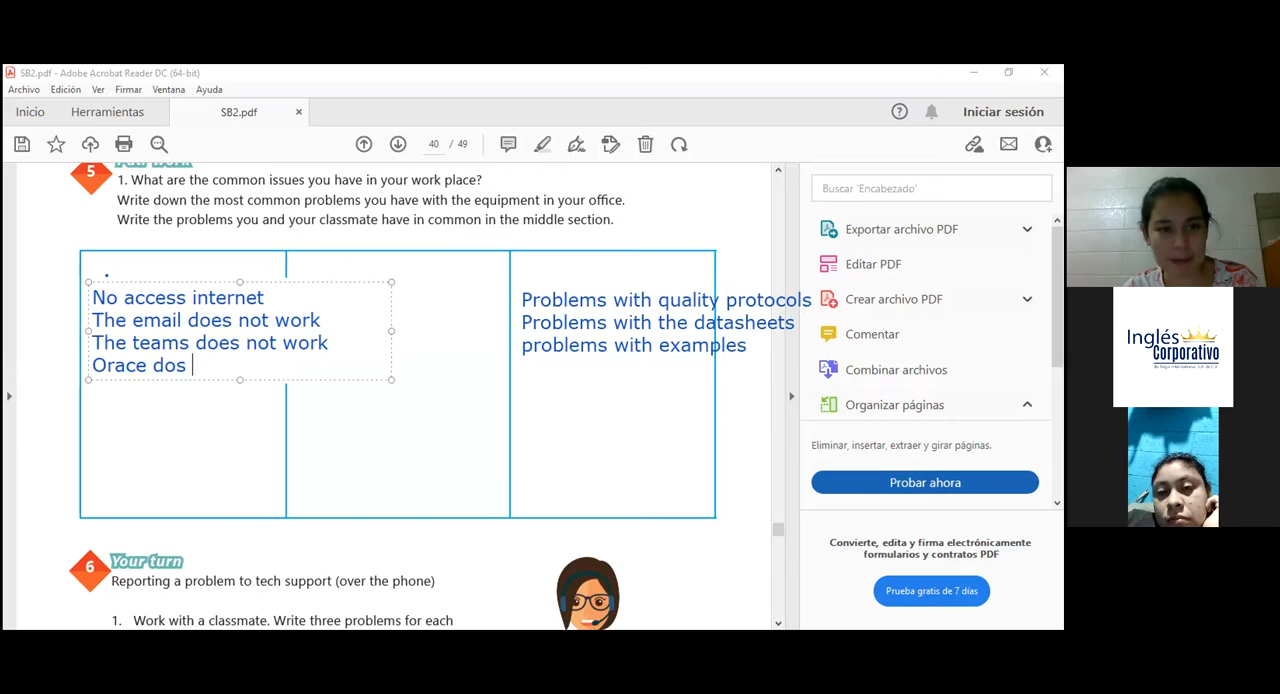 SB2.pdf - Adobe Acrobat Reader DC (64-bit)
Archivo Edición Ver Firmar Ventana Ayuda
Inicio Herramientas SB2.pdf × Iniciar sesión
40 / 49
5
1. What are the common issues you have in your work place?
Write down the most common problems you have with the equipment in your office.
Write the problems you and your classmate have in common in the middle section.
No access internet
The email does not work
The teams does not work
Orace dos
Problems with quality protocols
Problems with the datasheets
problems with examples
6 Your turn
Reporting a problem to tech support (over the phone)
1. Work with a classmate. Write three problems for each
Buscar 'Encabezado'
Exportar archivo PDF
Editar PDF
Crear archivo PDF
Comentar
Combinar archivos
Organizar páginas
Eliminar, insertar, extraer y girar páginas.
Probar ahora
Convierte, edita y firma electrónicamente
formularios y contratos PDF
Prueba gratis de 7 días
Inglés
Corporativo